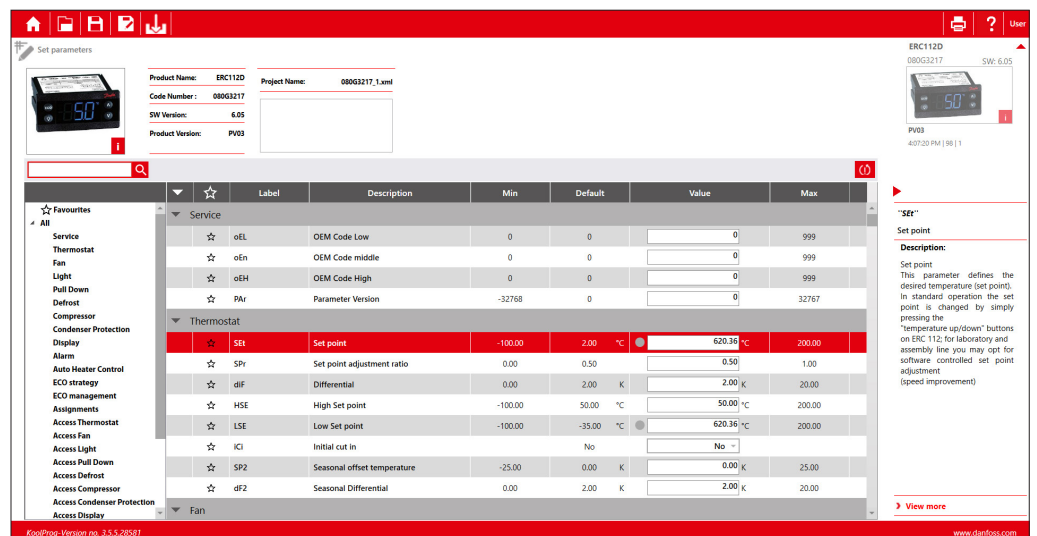 ? User
Set parameters
Product Name: ERC112D
Code Number : 080G3217
SW Version: 6.05
Product Version: PV03
Project Name: 080G3217_1.xml
5.0°
i
ERC112D
080G3217 SW: 6.05
5.0°
i
PV03
4:07:20 PM | 98 | 1
Label Description Min Default Value Max
Favourites
All
Service
Thermostat
Fan
Light
Pull Down
Defrost
Compressor
Condenser Protection
Display
Alarm
Auto Heater Control
ECO strategy
ECO management
Assignments
Access Thermostat
Access Fan
Access Light
Access Pull Down
Access Defrost
Access Compressor
Access Condenser Protection
Access Display
Service
oEL OEM Code Low 0 0 0 999
oEn OEM Code middle 0 0 0 999
oEH OEM Code High 0 0 0 999
PAr Parameter Version -32768 0 0 32767
Thermostat
SEt Set point -100.00 2.00 °C 620.36 °C 200.00
SPr Set point adjustment ratio 0.00 0.50 0.50 1.00
diF Differential 0.00 2.00 K 2.00 K 20.00
HSE High Set point -100.00 50.00 °C 50.00 °C 200.00
LSE Low Set point -100.00 -35.00 °C 620.36 °C 200.00
iCi Initial cut in No No
SP2 Seasonal offset temperature -25.00 0.00 K 0.00 K 25.00
dF2 Seasonal Differential 0.00 2.00 K 2.00 K 20.00
Fan
"SEt"
Set point
Description:
Set point
This parameter defines the
desired temperature (set point).
In standard operation the set
point is changed by simply
pressing the
"temperature up/down" buttons
on ERC 112; for laboratory and
assembly line you may opt for
software controlled set point
adjustment
(speed improvement)
View more
KoolProg-Version no. 3.5.5.28581
www.danfoss.com